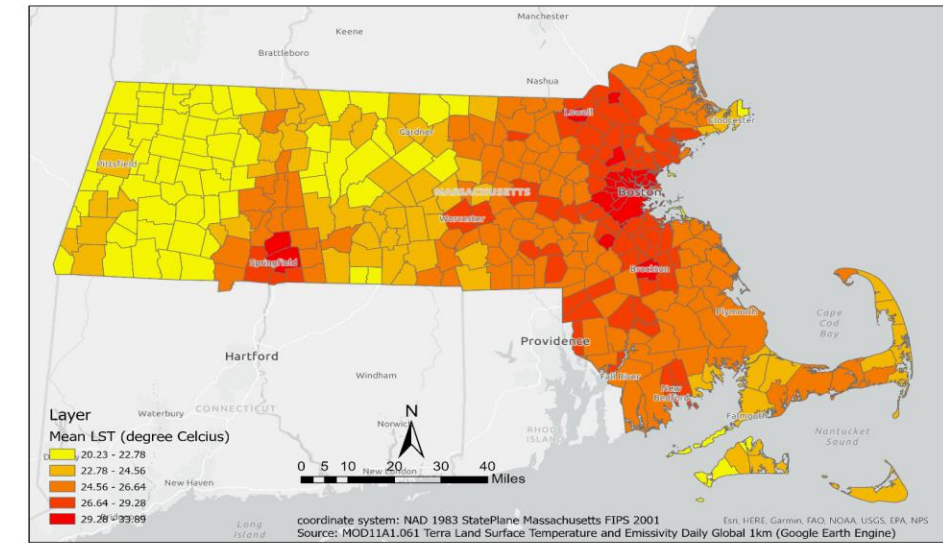 Manchester
Keene
Brattleboro
Nashua
Lowell
Gardner
Gloucester
Pittsfield
MASSACHUSETTS
Boston
Worcester
Springfield
Brockton
Plymouth
Cape
Cod
Bay
Providence
Hartford
Fall River
New
Bedford
Windham
Falmouth
Nantucket
Sound
Layer
Waterbury
CONNECTICUT
N
Norwich
RHODE
ISLAND
Mean LST (degree Celcius)
20.23 - 22.78
22.78 - 24.56
24.56 - 26.64
26.64 - 29.28
29.28 - 33.89
New Haven
New London
0 5 10 20 30 40
Miles
Long
Island
coordinate system: NAD 1983 StatePlane Massachusetts FIPS 2001
Esri, HERE, Garmin, FAO, NOAA, USGS, EPA, NPS
Source: MOD11A1.061 Terra Land Surface Temperature and Emissivity Daily Global 1km (Google Earth Engine)